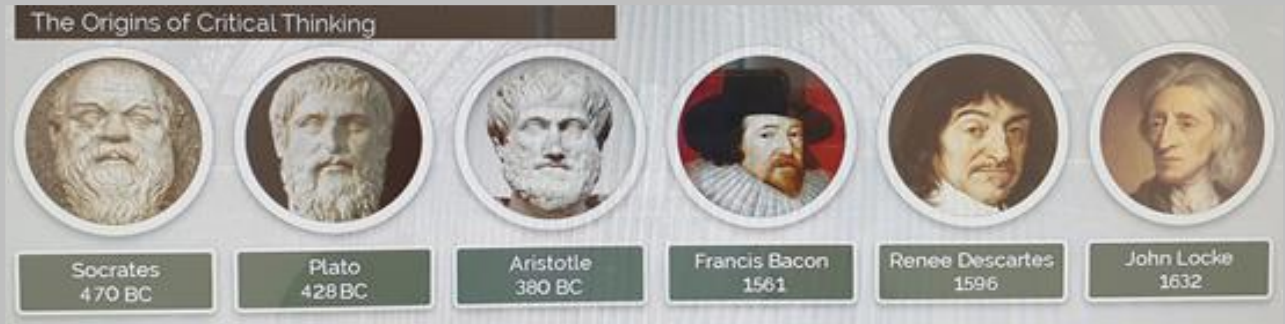 The Origins of Critical Thinking
Socrates
470 BC
Plato
428 BC
Aristotle
380 BC
Francis Bacon
1561
Renee Descartes
1596
John Locke
1632